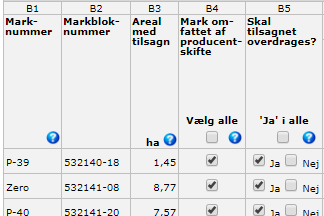 B1 B2 B3 B4 B5
Mark- Markblok- Areal Mark om- Skal
nummer nummer med fattet af tilsagnet
tilsagn producent- overdrages?
skifte
Vælg alle 'Ja' i alle
ha
P-39 532140-18 1,45 Ja Nej
Zero 532141-08 8,77 Ja Nej
P-40 532141-20 7,57 Ja Nej